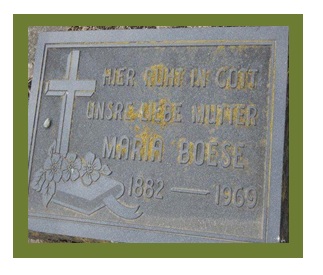 HIER RUHT IN GOTT
UNSRE LIEBE MUTTER
MARIA BOESE
1882 — 1969